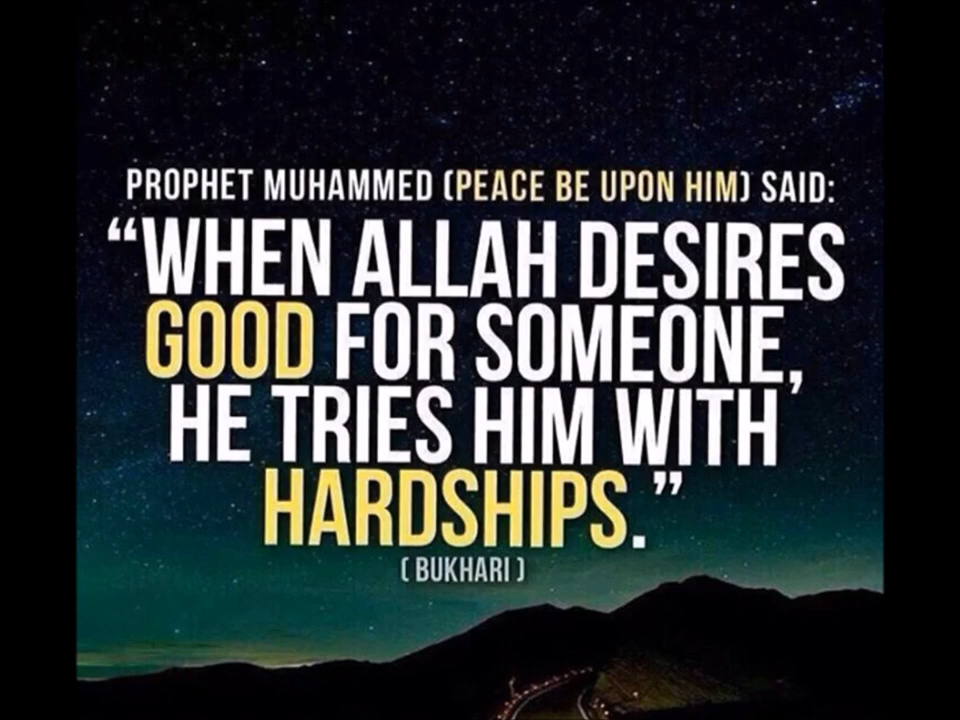 PROPHET MUHAMMED (PEACE BE UPON HIM) SAID:
“WHEN ALLAH DESIRES
GOOD FOR SOMEONE,
HE TRIES HIM WITH
HARDSHIPS.”
( BUKHARI )